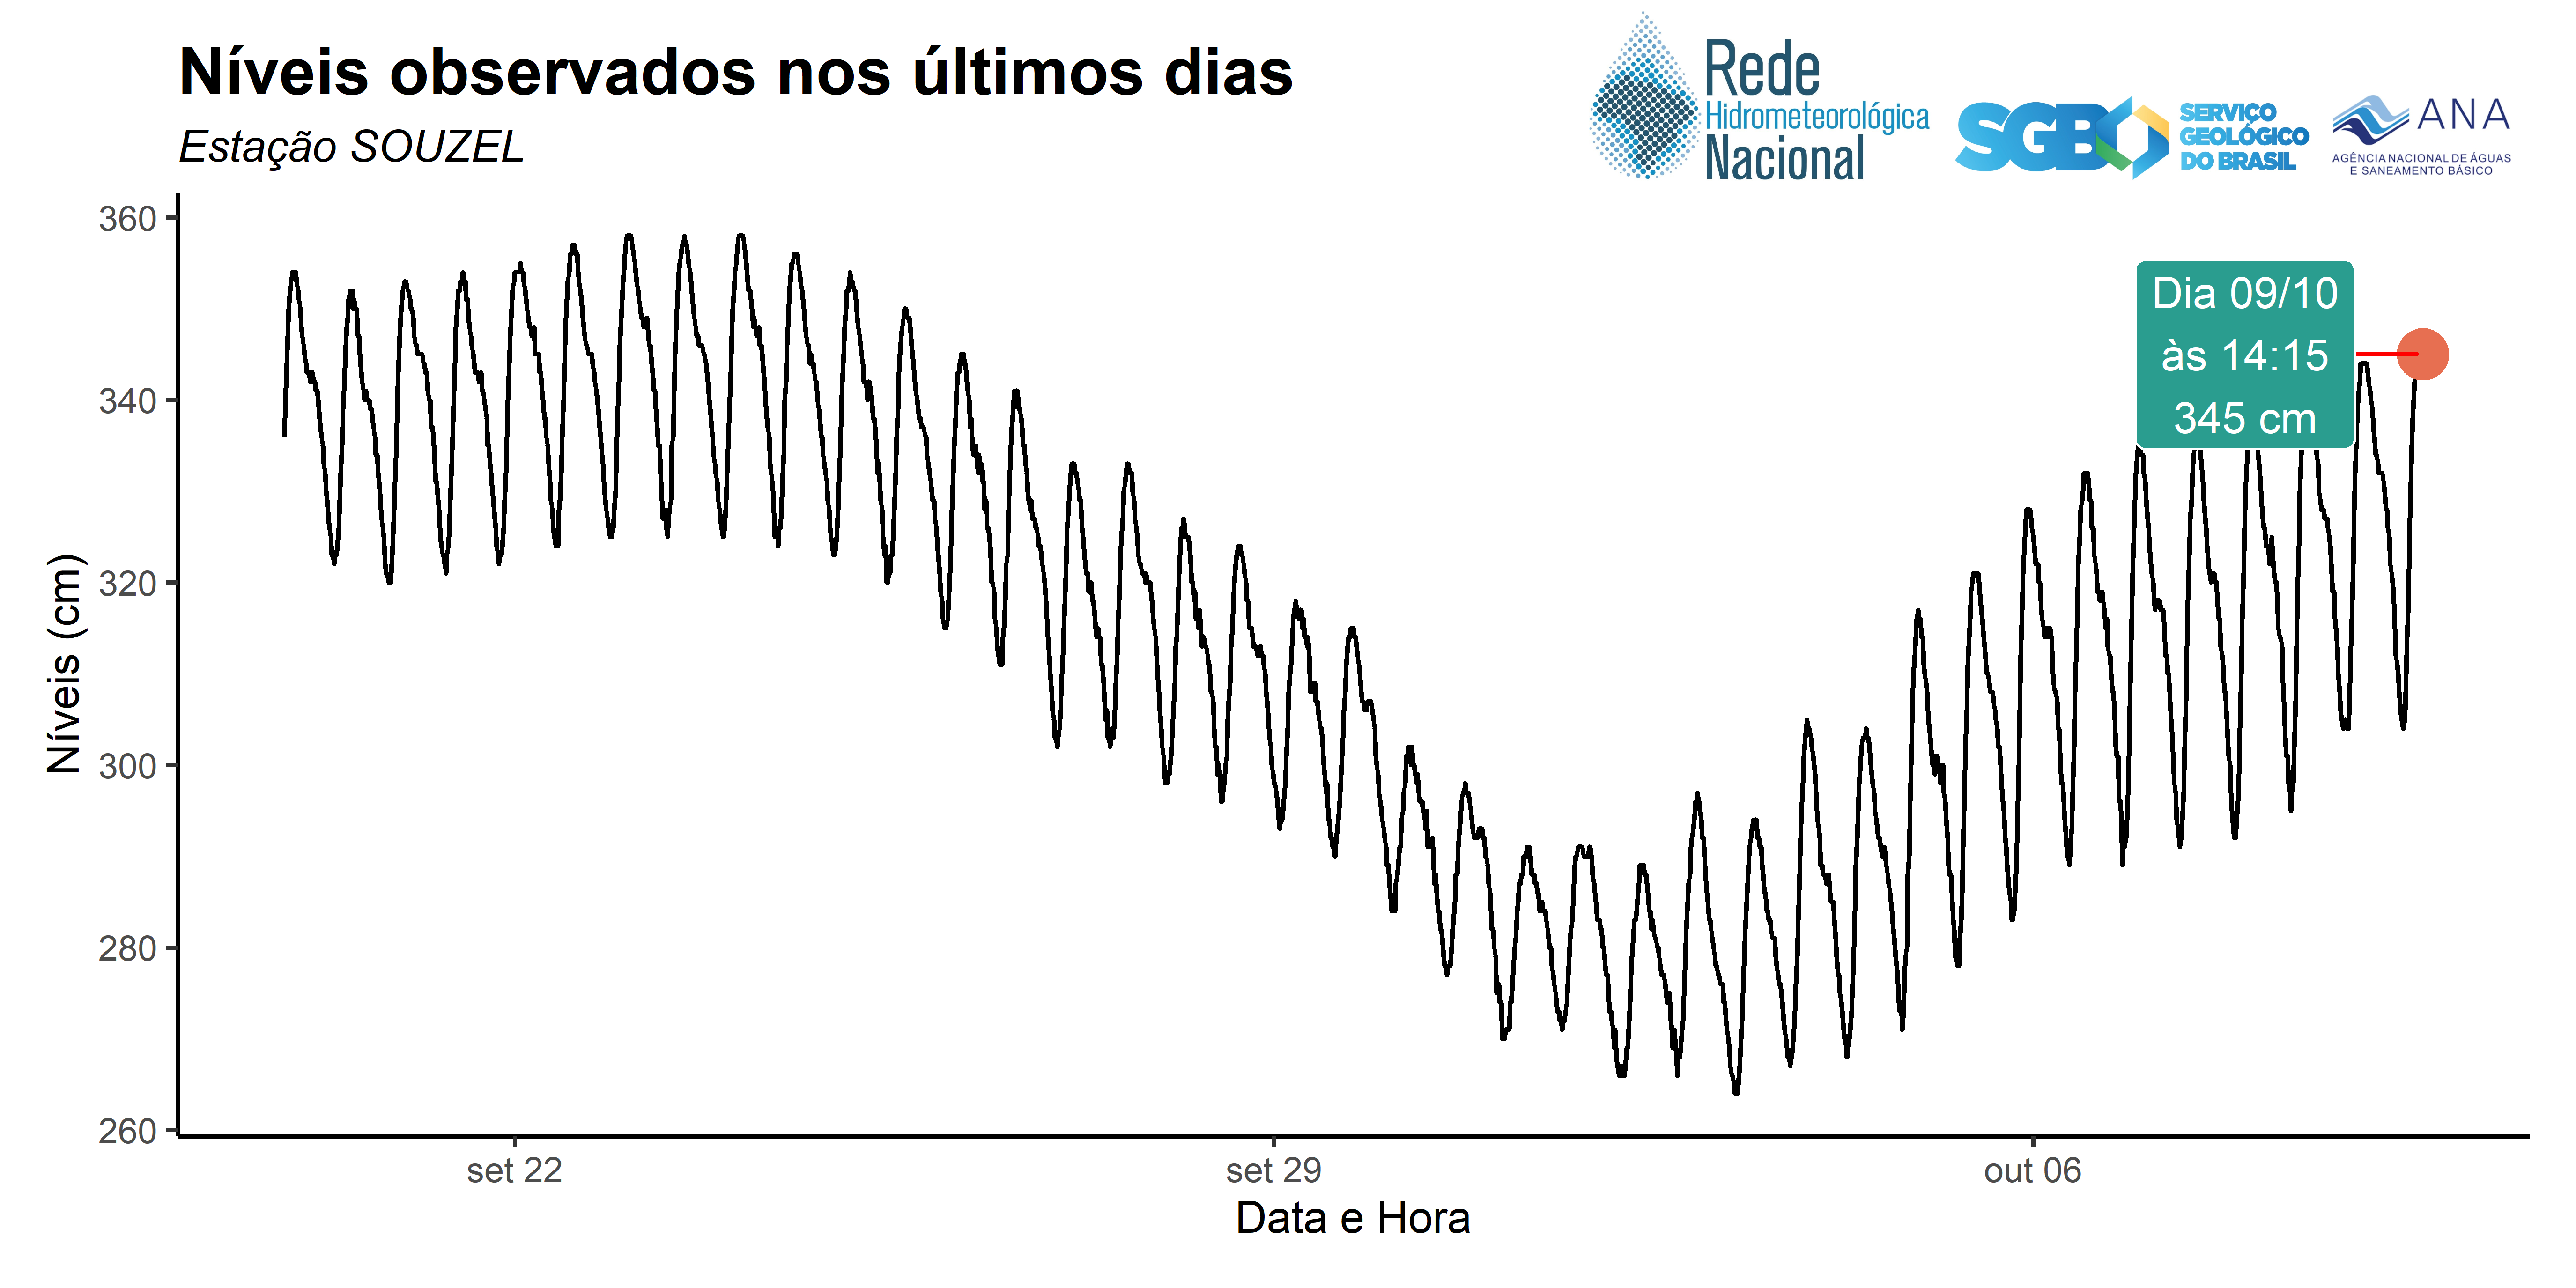 Níveis observados nos últimos dias
Estação SOUZEL
Rede
Hidrometeorológica
Nacional
SGB
SERVIÇO
GEOLÓGICO
DO BRASIL
ANA
AGÊNCIA NACIONAL DE ÁGUAS
E SANEAMENTO BÁSICO
360
340
320
300
280
260
Níveis (cm)
Dia 09/10
às 14:15
345 cm
set 22
set 29
out 06
Data e Hora